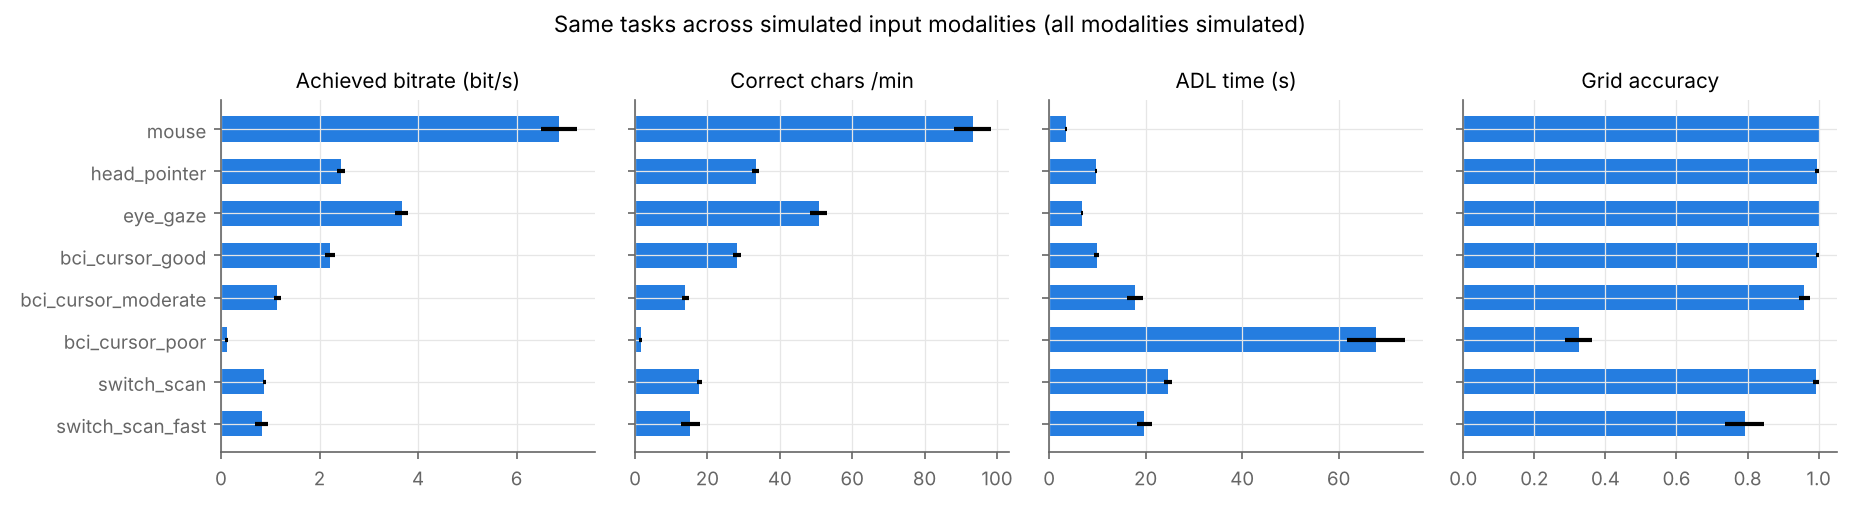 Same tasks across simulated input modalities (all modalities simulated)
Achieved bitrate (bit/s)
Correct chars /min
ADL time (s)
Grid accuracy
mouse
head_pointer
eye_gaze
bci_cursor_good
bci_cursor_moderate
bci_cursor_poor
switch_scan
switch_scan_fast
0 2 4 6
0 20 40 60 80 100
0 20 40 60
0.0 0.2 0.4 0.6 0.8 1.0